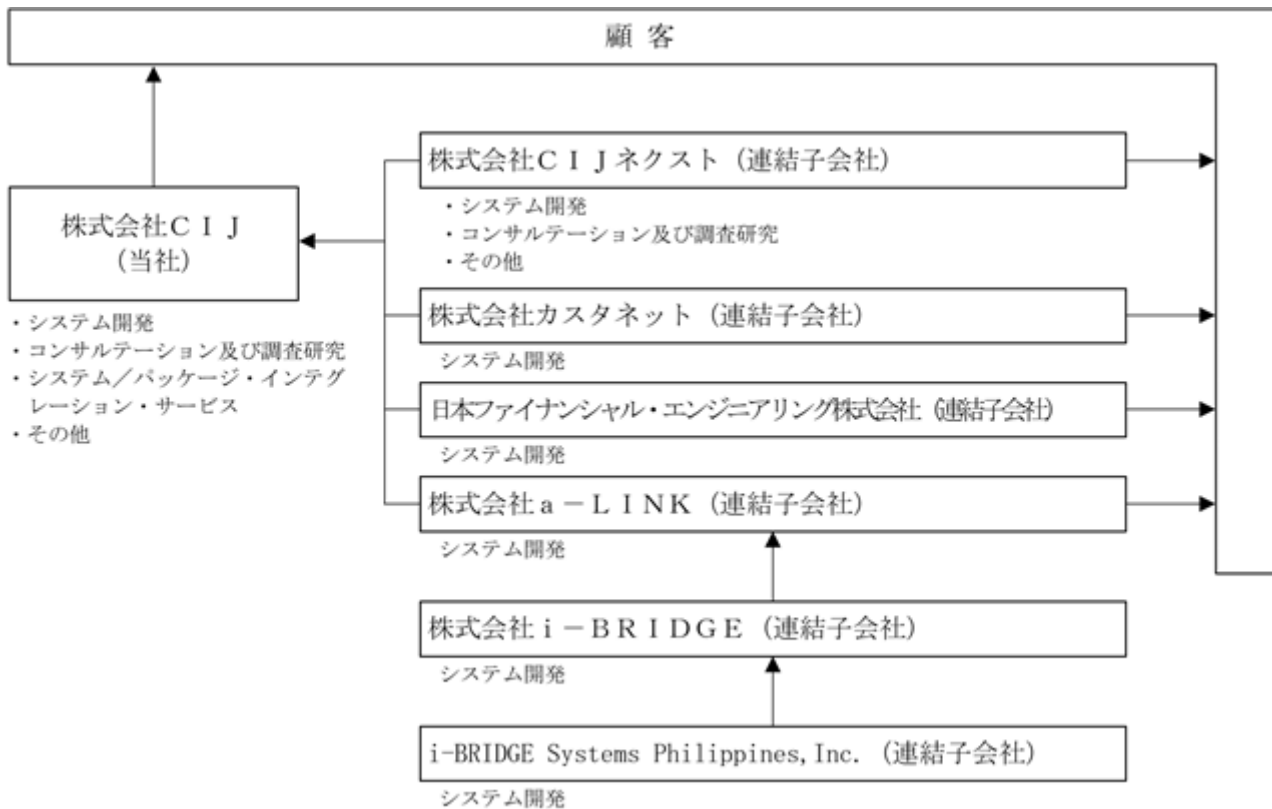 顧 客
株式会社ＣＩＪ
（当社）
・システム開発
・コンサルテーション及び調査研究
・システム／パッケージ・インテグ
レーション・サービス
・その他
株式会社ＣＩＪネクスト（連結子会社）
・システム開発
・コンサルテーション及び調査研究
・その他
株式会社カスタネット（連結子会社）
システム開発
日本ファイナンシャル・エンジニアリング株式会社（連結子会社）
システム開発
株式会社ａ－ＬＩＮＫ（連結子会社）
システム開発
株式会社ｉ－ＢＲＩＤＧＥ（連結子会社）
システム開発
i-BRIDGE Systems Philippines,Inc.（連結子会社）
システム開発